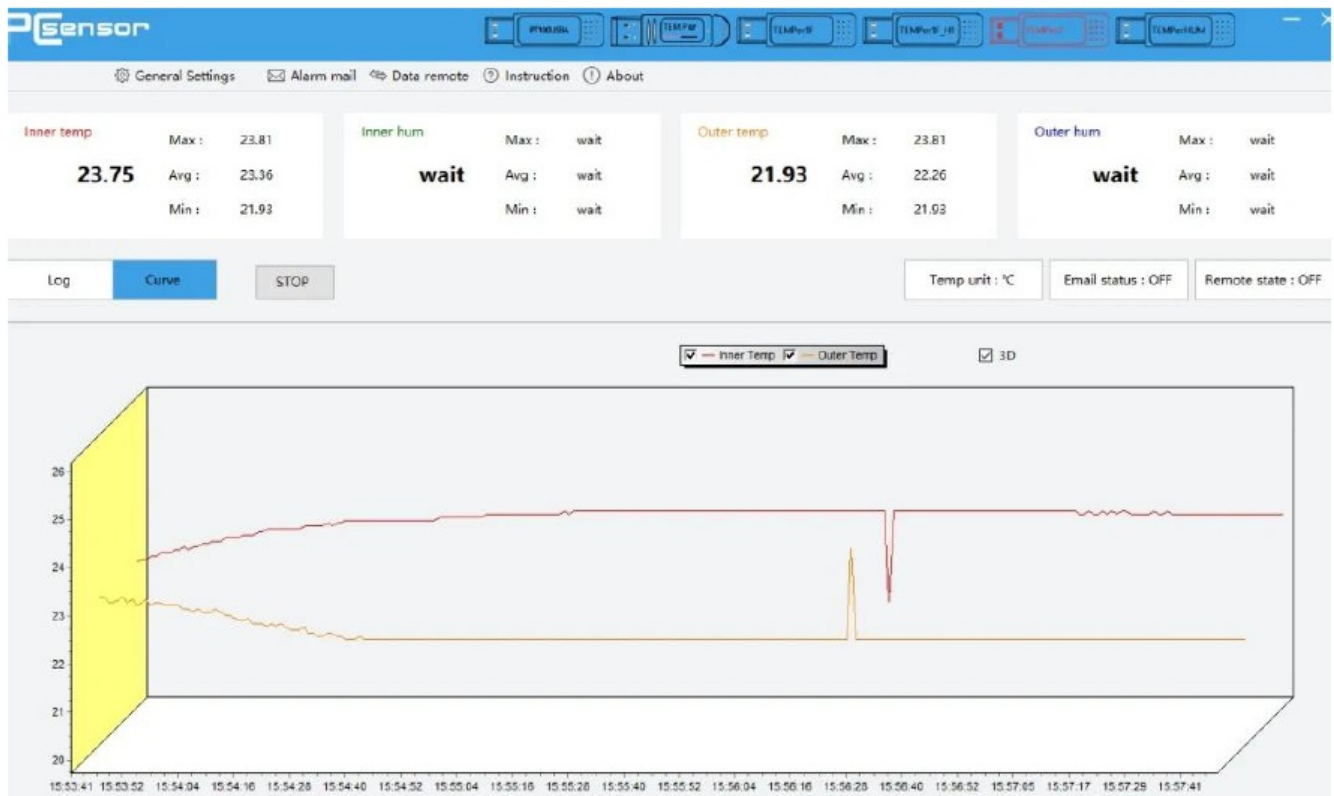 PCsensor
TEMPer
TEMPer1F
TEMPer1F_H1
TEMPer2
TEMPerHUM
General Settings Alarm mail Data remote Instruction About
Inner temp
23.75
Max : 23.81
Avg : 23.36
Min : 21.93
Inner hum
wait
Max : wait
Avg : wait
Min : wait
Outer temp
21.93
Max : 23.81
Avg : 22.26
Min : 21.93
Outer hum
wait
Max : wait
Avg : wait
Min : wait
Log Curve STOP
Temp unit : ℃ Email status : OFF Remote state : OFF
Inner Temp Outer Temp 3D
26
25
24
23
22
21
20
15:53:41 15:53:52 15:54:04 15:54:16 15:54:28 15:54:40 15:54:52 15:55:04 15:55:16 15:55:28 15:55:40 15:55:52 15:56:04 15:56:16 15:56:28 15:56:40 15:56:52 15:57:05 15:57:17 15:57:29 15:57:41